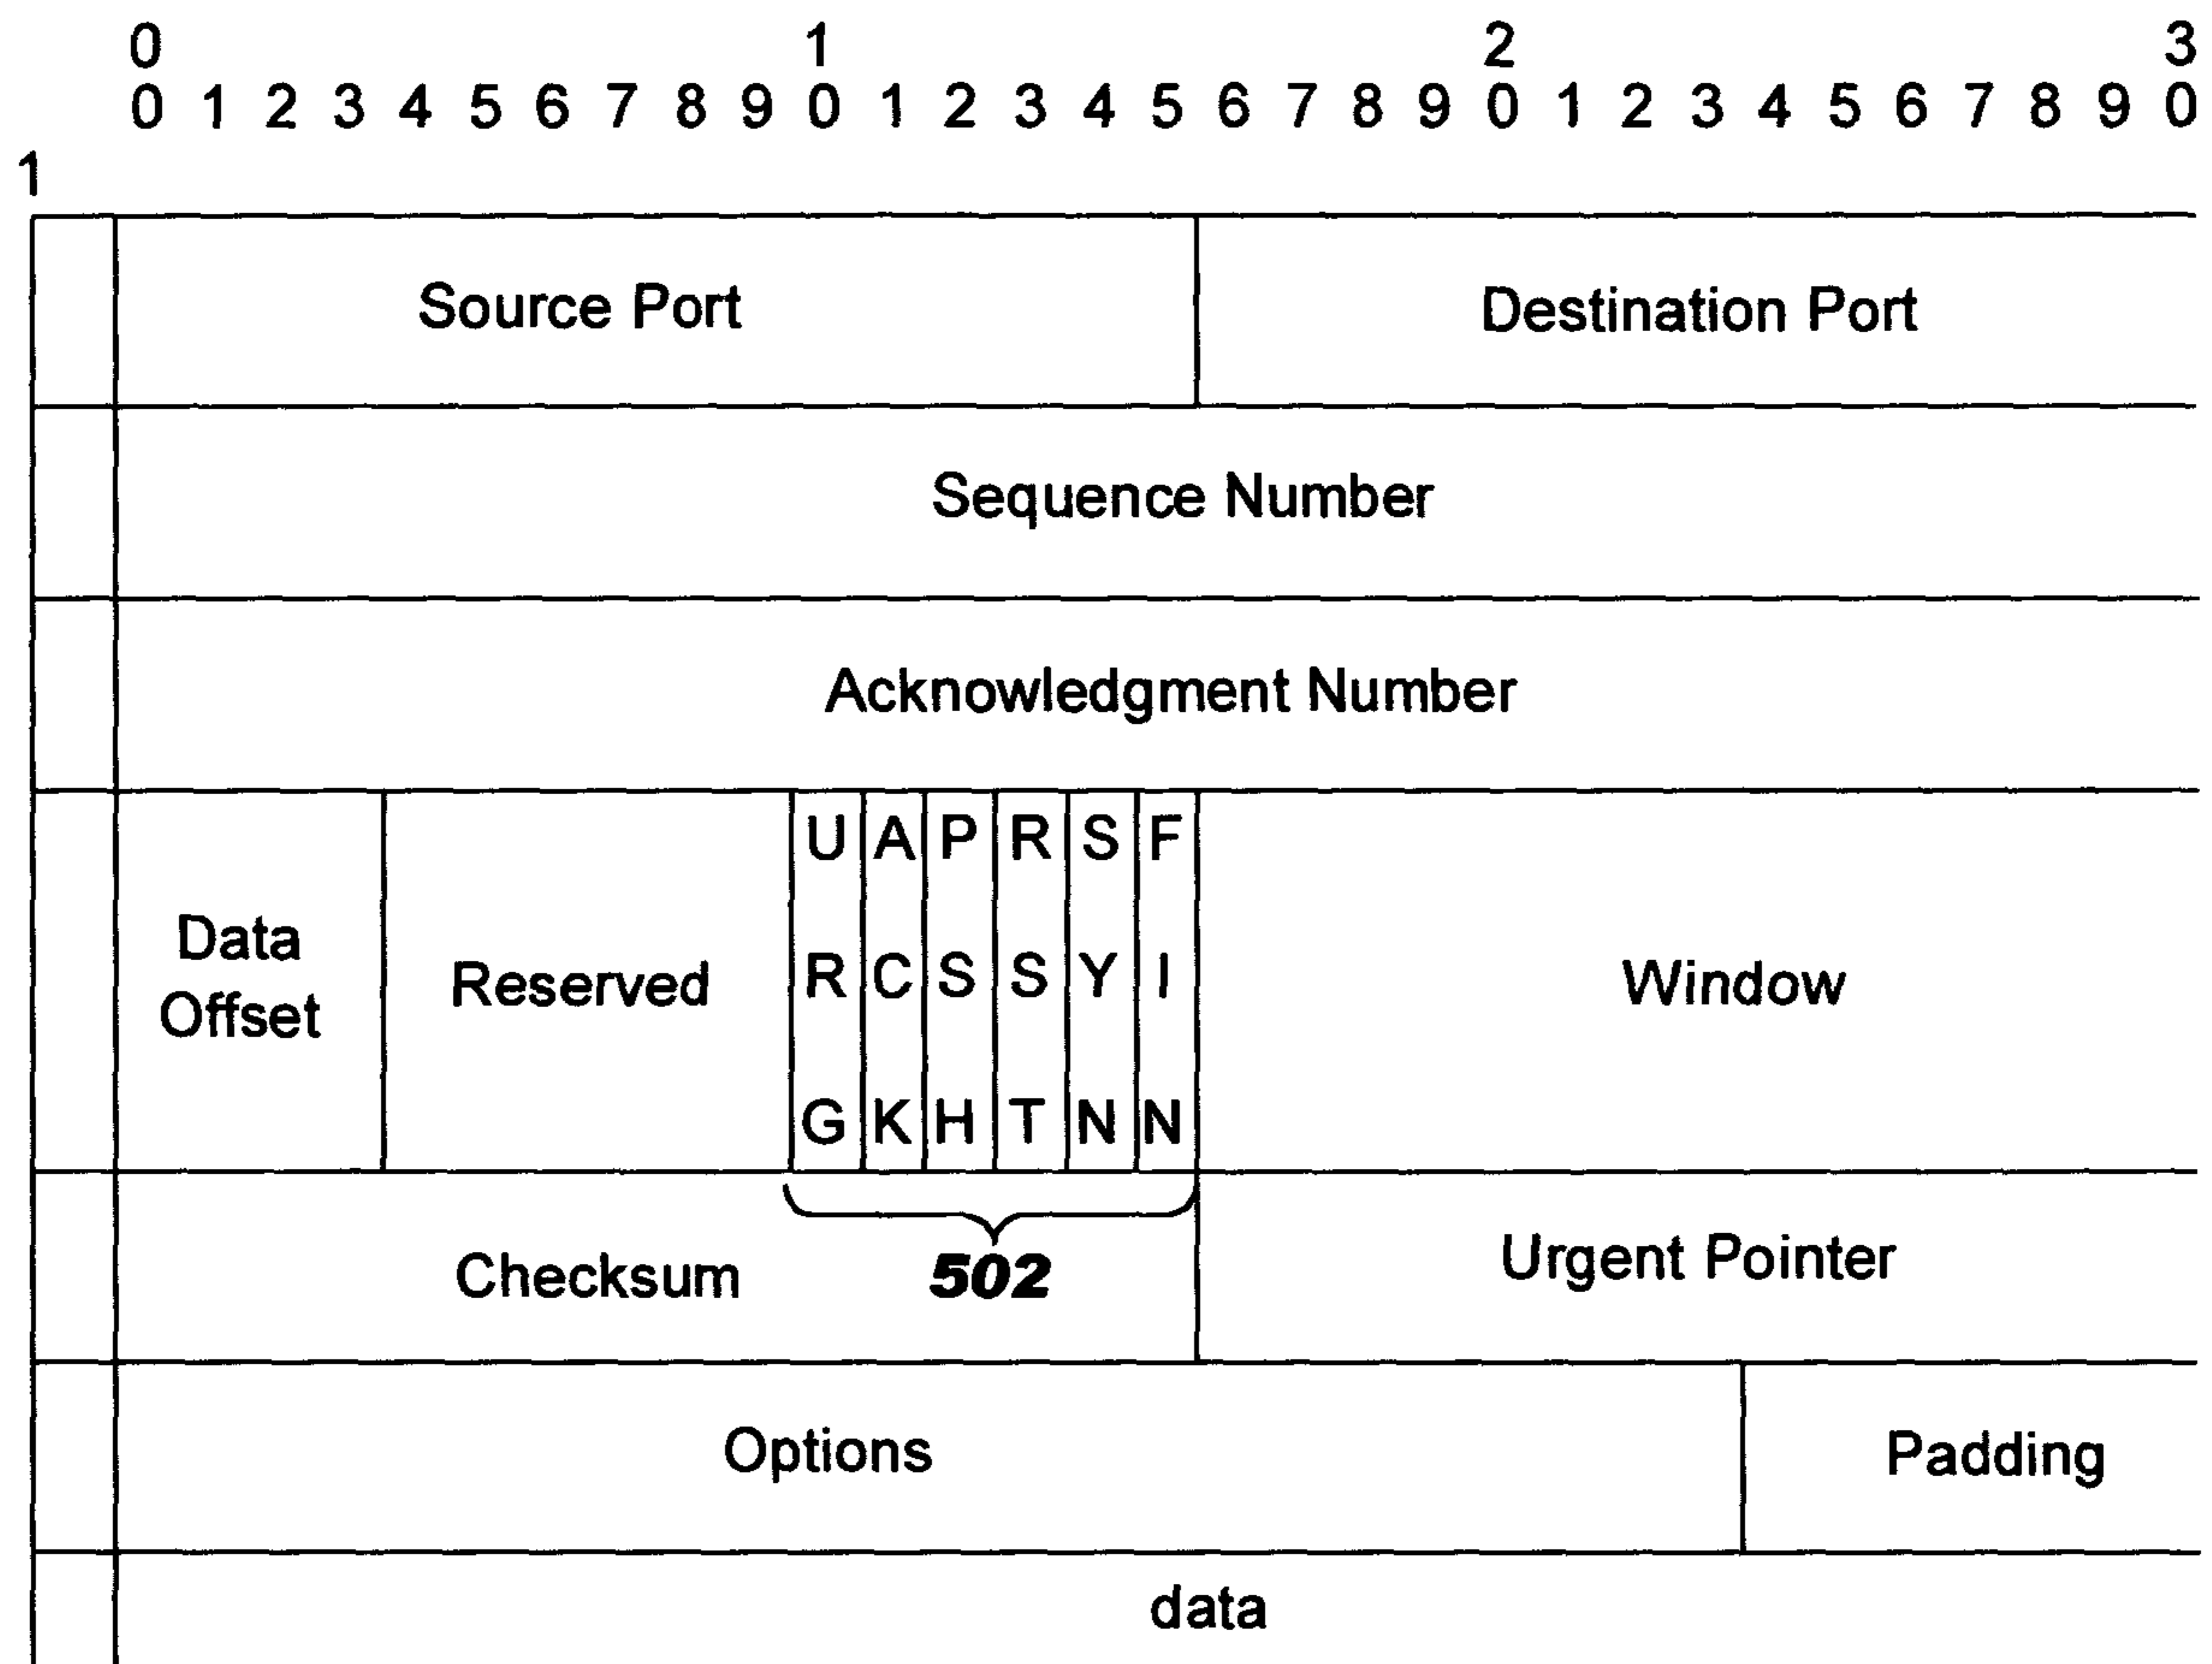 0 1 2 3
0 1 2 3 4 5 6 7 8 9 0 1 2 3 4 5 6 7 8 9 0 1 2 3 4 5 6 7 8 9 0
1
Source Port Destination Port
Sequence Number
Acknowledgment Number
U A P R S F
Data
Offset Reserved R C S S Y I Window
G K H T N N
Checksum 502 Urgent Pointer
Options Padding
data